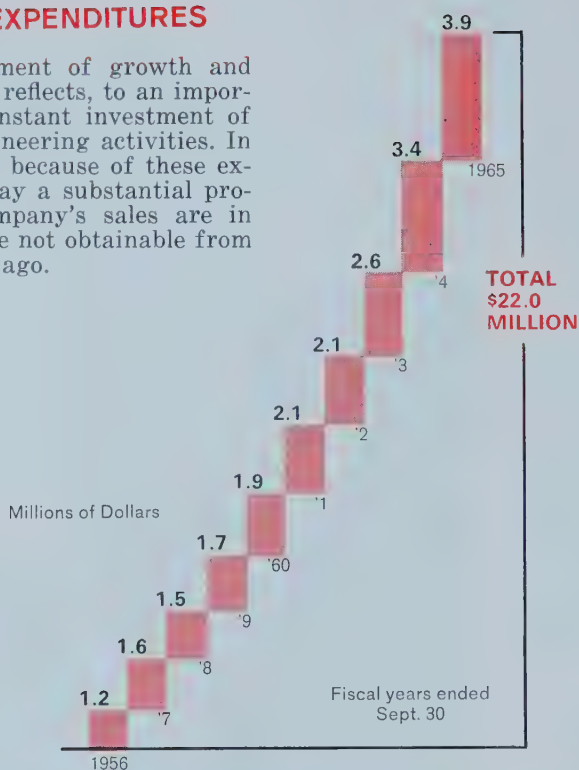 EXPENDITURES
ment of growth and
reflects, to an impor-
nstant investment of
neering activities. In
because of these ex-
ay a substantial pro-
mpany's sales are in
e not obtainable from
ago.
3.9
1965
3.4
'4
2.6
'3
TOTAL
$22.0
MILLION
2.1
'2
2.1
'1
1.9
'60
Millions of Dollars
1.7
'9
1.5
'8
1.6
'7
1.2
1956
Fiscal years ended
Sept. 30